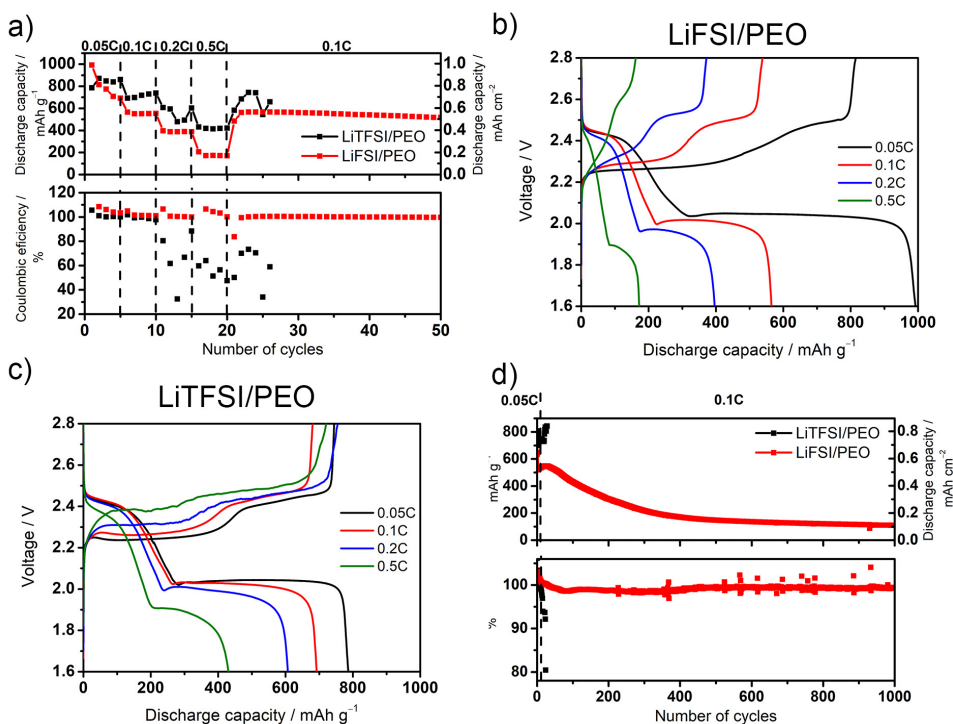 a)
0.05C 0.1C 0.2C 0.5C 0.1C
1000
800
600
400
200
0
Discharge capacity /
mAh g⁻¹
1.0
0.8
0.6
0.4
0.2
0.0
Discharge capacity /
mAh cm⁻²
LiTFSI/PEO
LiFSI/PEO
120
100
80
60
40
20
Coulombic eficiency /
%
0 10 20 30 40 50
Number of cycles
b)
LiFSI/PEO
2.8
2.4
2.2
2.0
1.8
1.6
2.6
Voltage / V
0.05C
0.1C
0.2C
0.5C
0 200 400 600 800 1000
Discharge capacity / mAh g⁻¹
c)
LiTFSI/PEO
2.8
2.6
2.4
2.2
2.0
1.8
1.6
Voltage / V
0.05C
0.1C
0.2C
0.5C
0 200 400 600 800 1000
Discharge capacity / mAh g⁻¹
d)
0.05C 0.1C
800
600
400
200
0
mAh g⁻¹
0.8
0.6
0.4
0.2
0.0
Discharge capacity /
mAh cm⁻²
LiTFSI/PEO
LiFSI/PEO
100
90
80
%
0 200 400 600 800 1000
Number of cycles